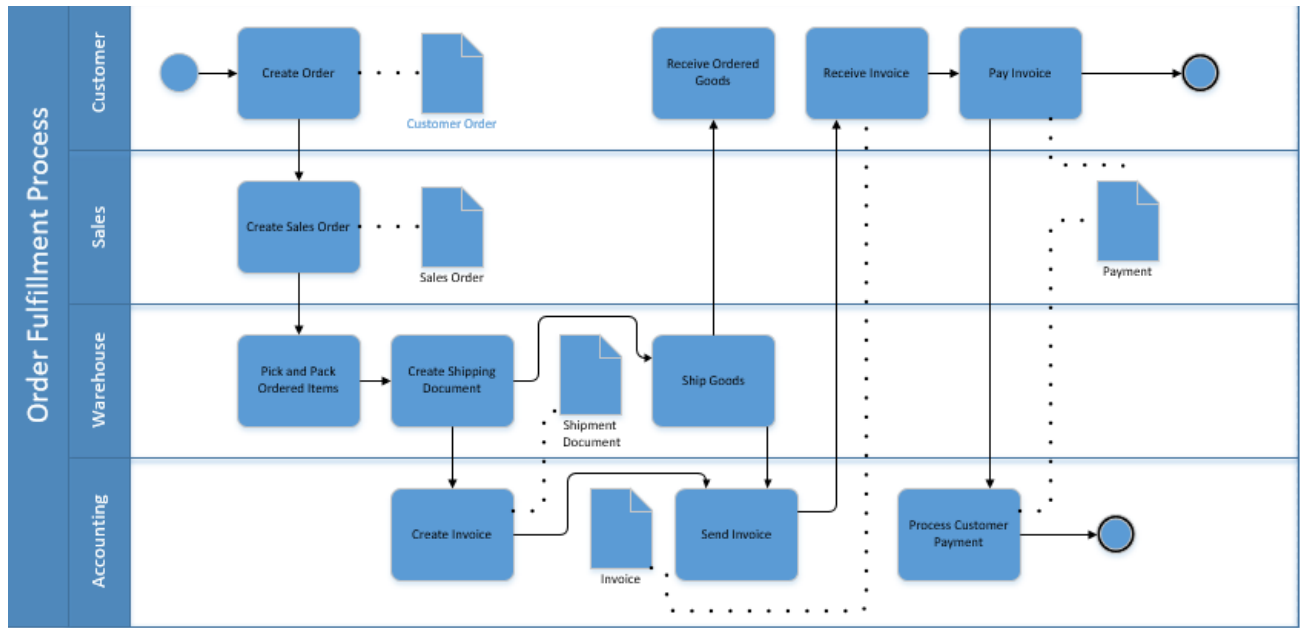 Order Fulfillment Process
Customer
Create Order
Customer Order
Receive Ordered
Goods
Receive Invoice
Pay Invoice
Sales
Create Sales Order
Sales Order
Payment
Warehouse
Pick and Pack
Ordered Items
Create Shipping
Document
Shipment
Document
Ship Goods
Accounting
Create Invoice
Invoice
Send Invoice
Process Customer
Payment